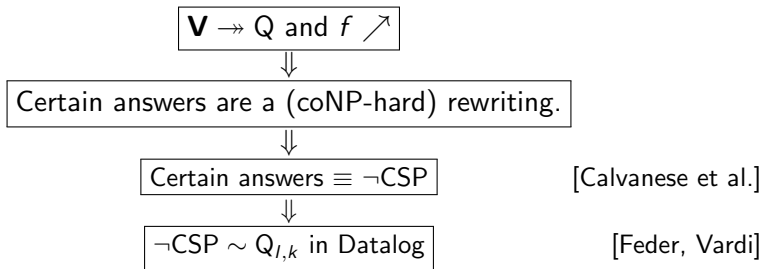 𝐕 ↠ Q and f ↗
⇓
Certain answers are a (coNP-hard) rewriting.
⇓
Certain answers ≡ ¬CSP [Calvanese et al.]
⇓
¬CSP ∼ Q_{l,k} in Datalog [Feder, Vardi]